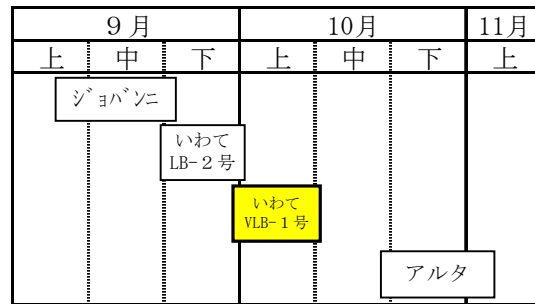 ９月 10月 11月
上 中 下 上 中 下 上
ｼﾞｮﾊﾞﾝﾆ
いわて
LB-２号
いわて
VLB-１号
アルタ